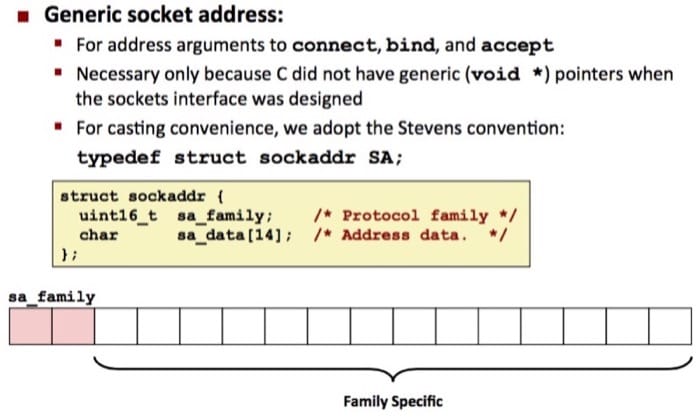 Generic socket address:
For address arguments to connect, bind, and accept
Necessary only because C did not have generic (void *) pointers when
the sockets interface was designed
For casting convenience, we adopt the Stevens convention:
typedef struct sockaddr SA;
struct sockaddr {
uint16_t sa_family; /* Protocol family */
char sa_data[14]; /* Address data. */
};
sa_family
Family Specific